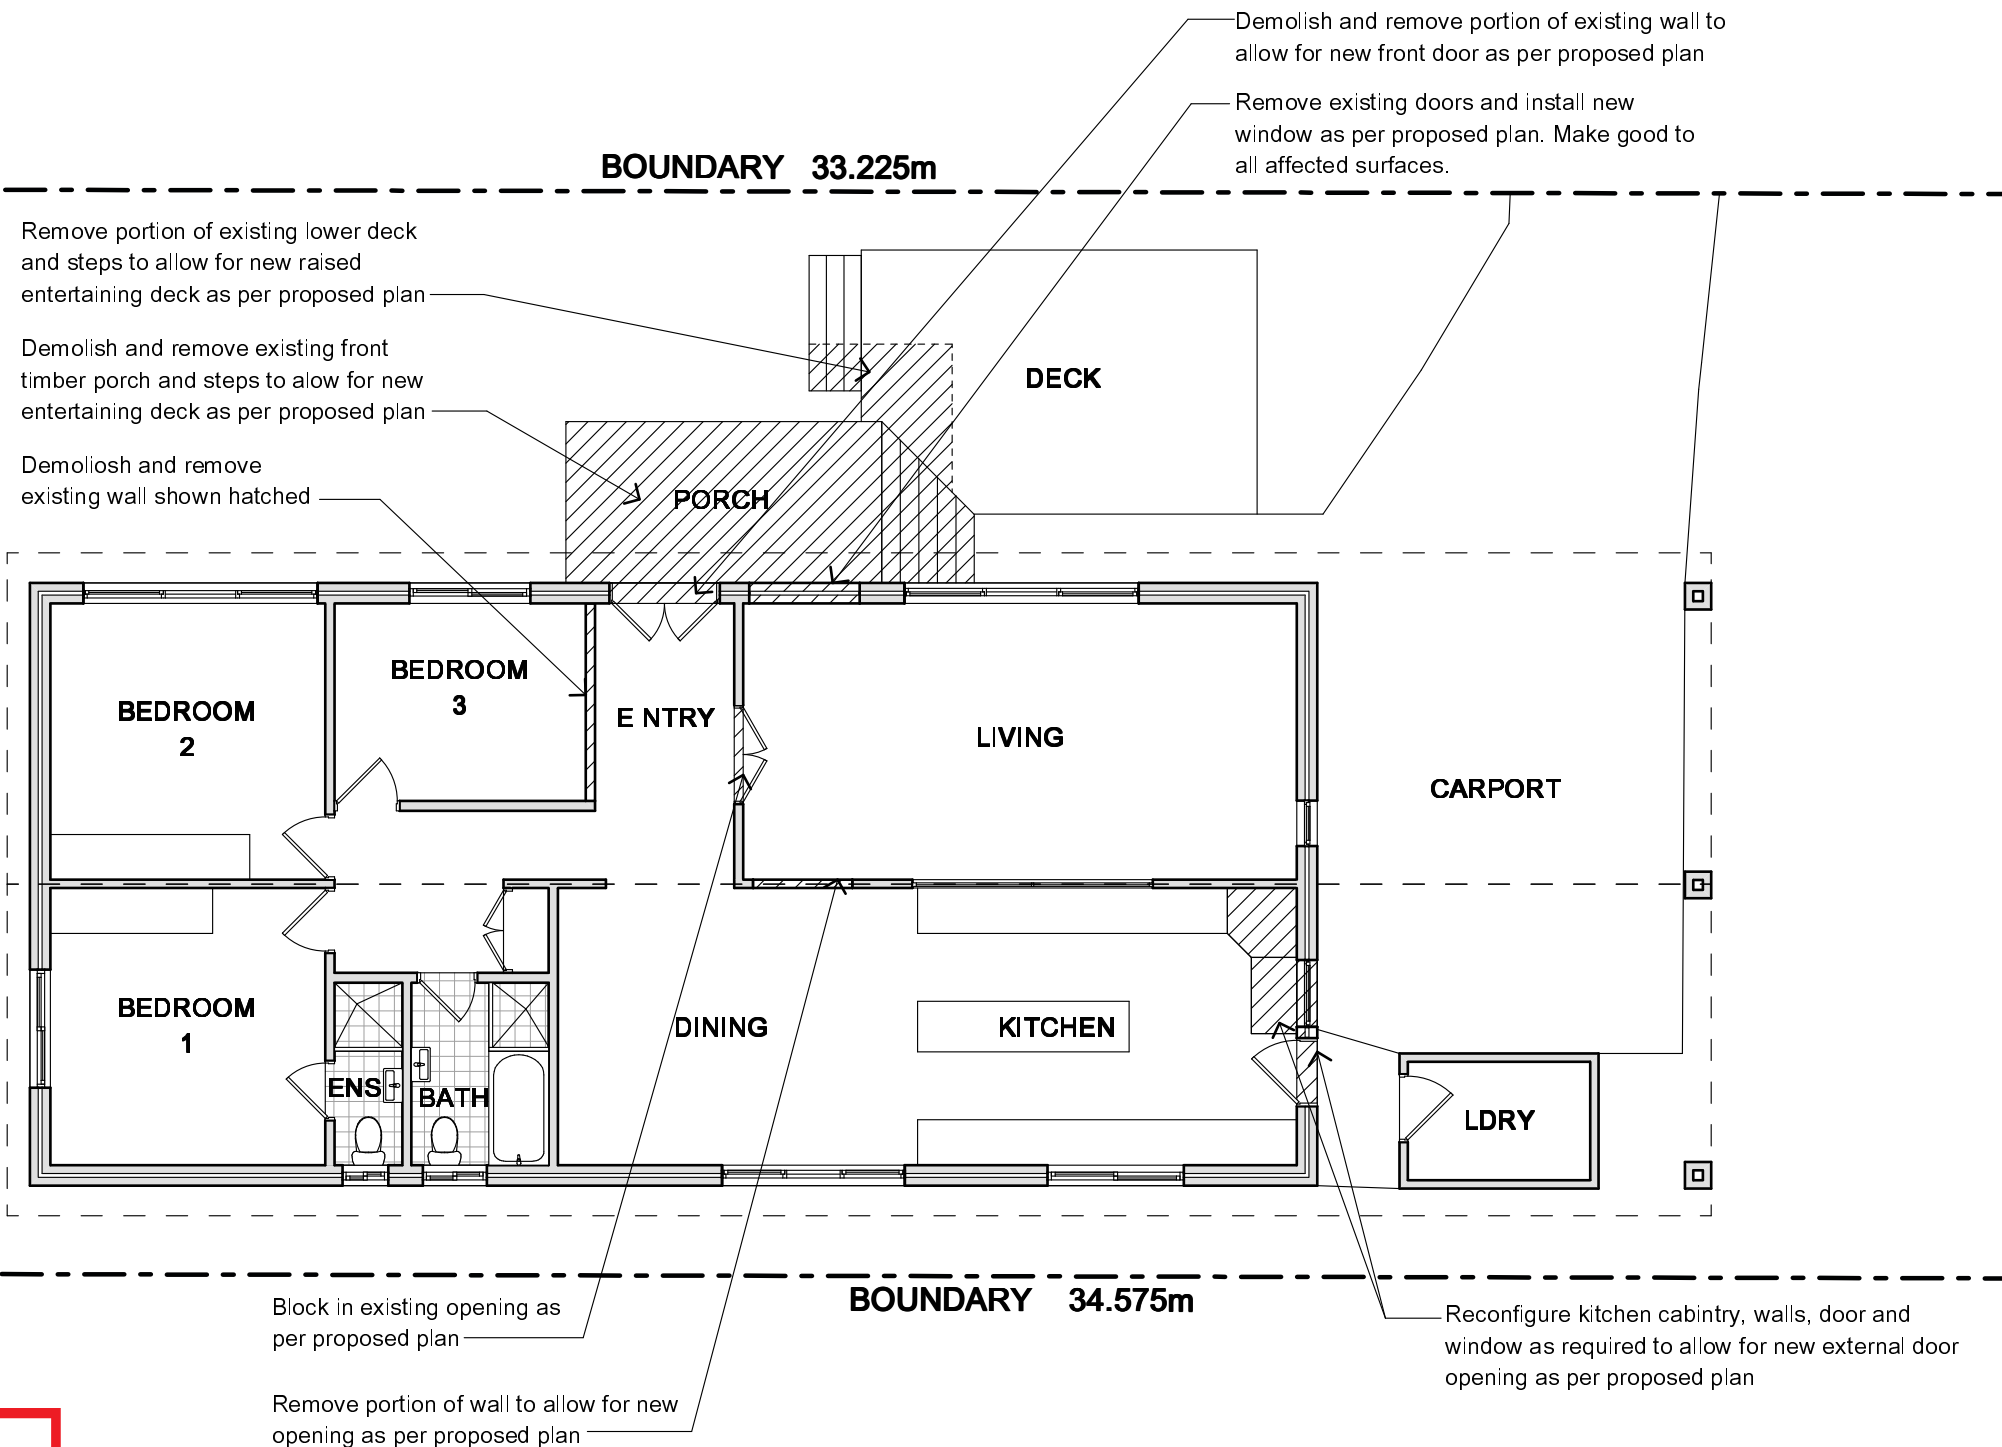 Demolish and remove portion of existing wall to
allow for new front door as per proposed plan
Remove existing doors and install new
window as per proposed plan. Make good to
all affected surfaces.
BOUNDARY 33.225m
Remove portion of existing lower deck
and steps to allow for new raised
entertaining deck as per proposed plan
Demolish and remove existing front
timber porch and steps to alow for new
entertaining deck as per proposed plan
Demoliosh and remove
existing wall shown hatched
DECK
PORCH
BEDROOM
2
BEDROOM
3
E NTRY
LIVING
CARPORT
BEDROOM
1
ENS
BATH
DINING
KITCHEN
LDRY
BOUNDARY 34.575m
Block in existing opening as
per proposed plan
Remove portion of wall to allow for new
opening as per proposed plan
Reconfigure kitchen cabintry, walls, door and
window as required to allow for new external door
opening as per proposed plan